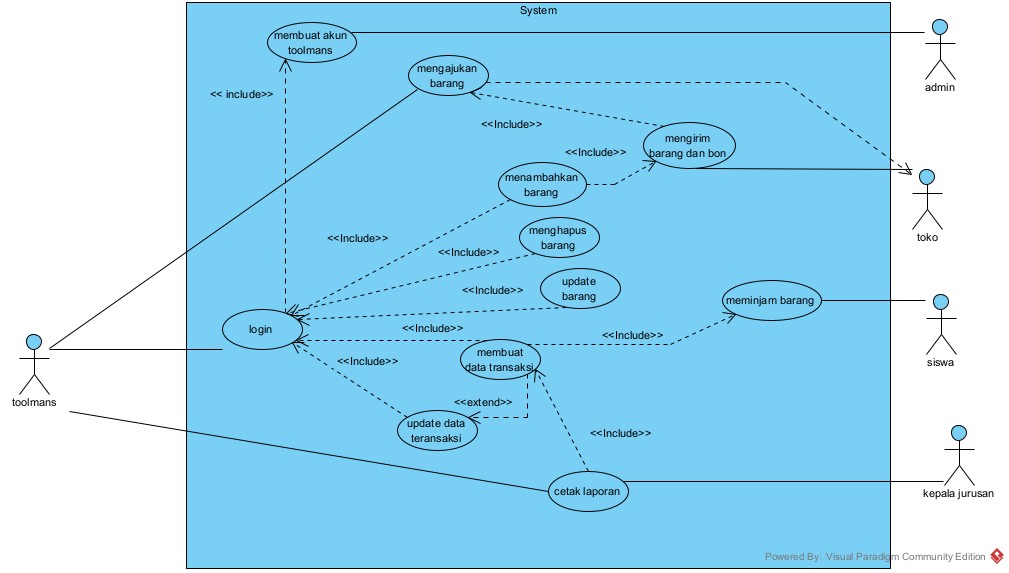 System
membuat akun
toolmans
admin
mengajukan
barang
<< include>>
<<Include>>
mengirim
barang dan bon
<<Include>>
menambahkan
barang
toko
<<Include>>
menghapus
barang
<<Include>>
update
barang
<<Include>>
meminjam barang
login
<<Include>>
<<Include>>
siswa
membuat
data transaksi
<<Include>>
toolmans
<<extend>>
update data
teransaksi
<<Include>>
cetak laporan
kepala jurusan
Powered By Visual Paradigm Community Edition